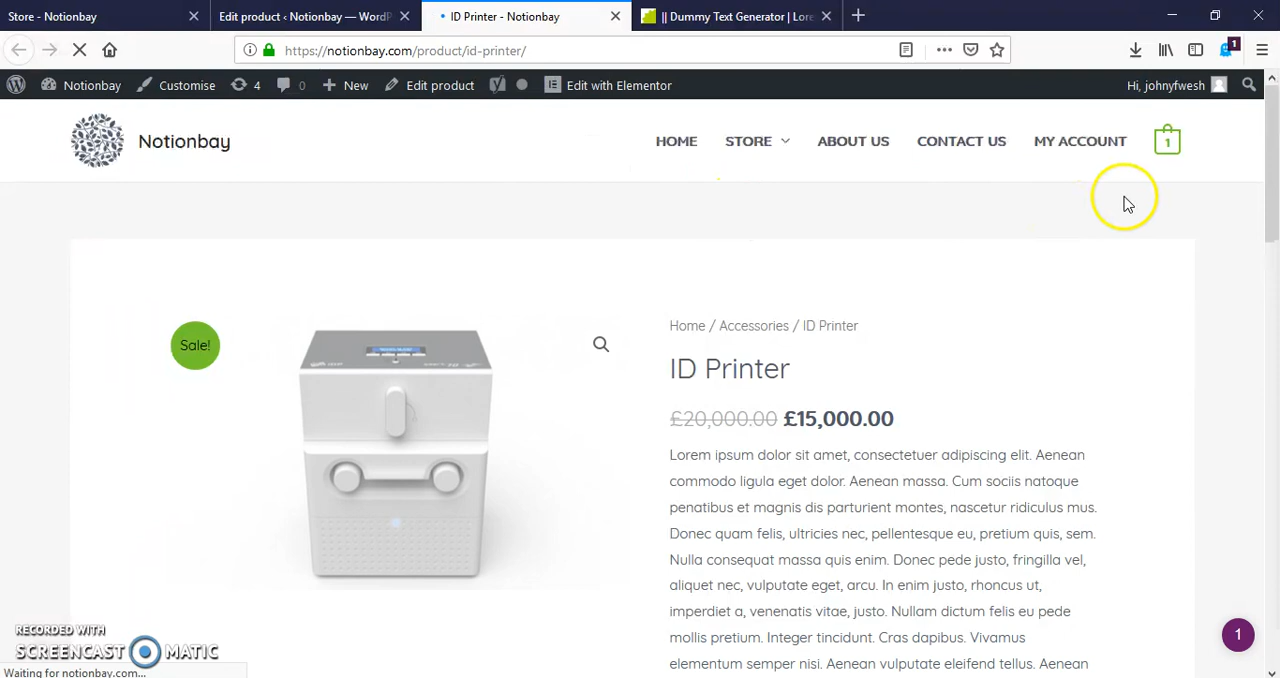 Store - Notionbay
Edit product ‹ Notionbay — WordP
ID Printer - Notionbay
|| Dummy Text Generator | Lore
https://notionbay.com/product/id-printer/
1
Notionbay
Customise
4
0
New
Edit product
Edit with Elementor
Hi, johnyfwesh
Notionbay
HOME
STORE
ABOUT US
CONTACT US
MY ACCOUNT
1
Sale!
Home / Accessories / ID Printer
ID Printer
£20,000.00 £15,000.00
Lorem ipsum dolor sit amet, consectetuer adipiscing elit. Aenean
commodo ligula eget dolor. Aenean massa. Cum sociis natoque
penatibus et magnis dis parturient montes, nascetur ridiculus mus.
Donec quam felis, ultricies nec, pellentesque eu, pretium quis, sem.
Nulla consequat massa quis enim. Donec pede justo, fringilla vel,
aliquet nec, vulputate eget, arcu. In enim justo, rhoncus ut,
imperdiet a, venenatis vitae, justo. Nullam dictum felis eu pede
mollis pretium. Integer tincidunt. Cras dapibus. Vivamus
elementum semper nisi. Aenean vulputate eleifend tellus. Aenean
1
RECORDED WITH
SCREENCAST MATIC
Waiting for notionbay.com...